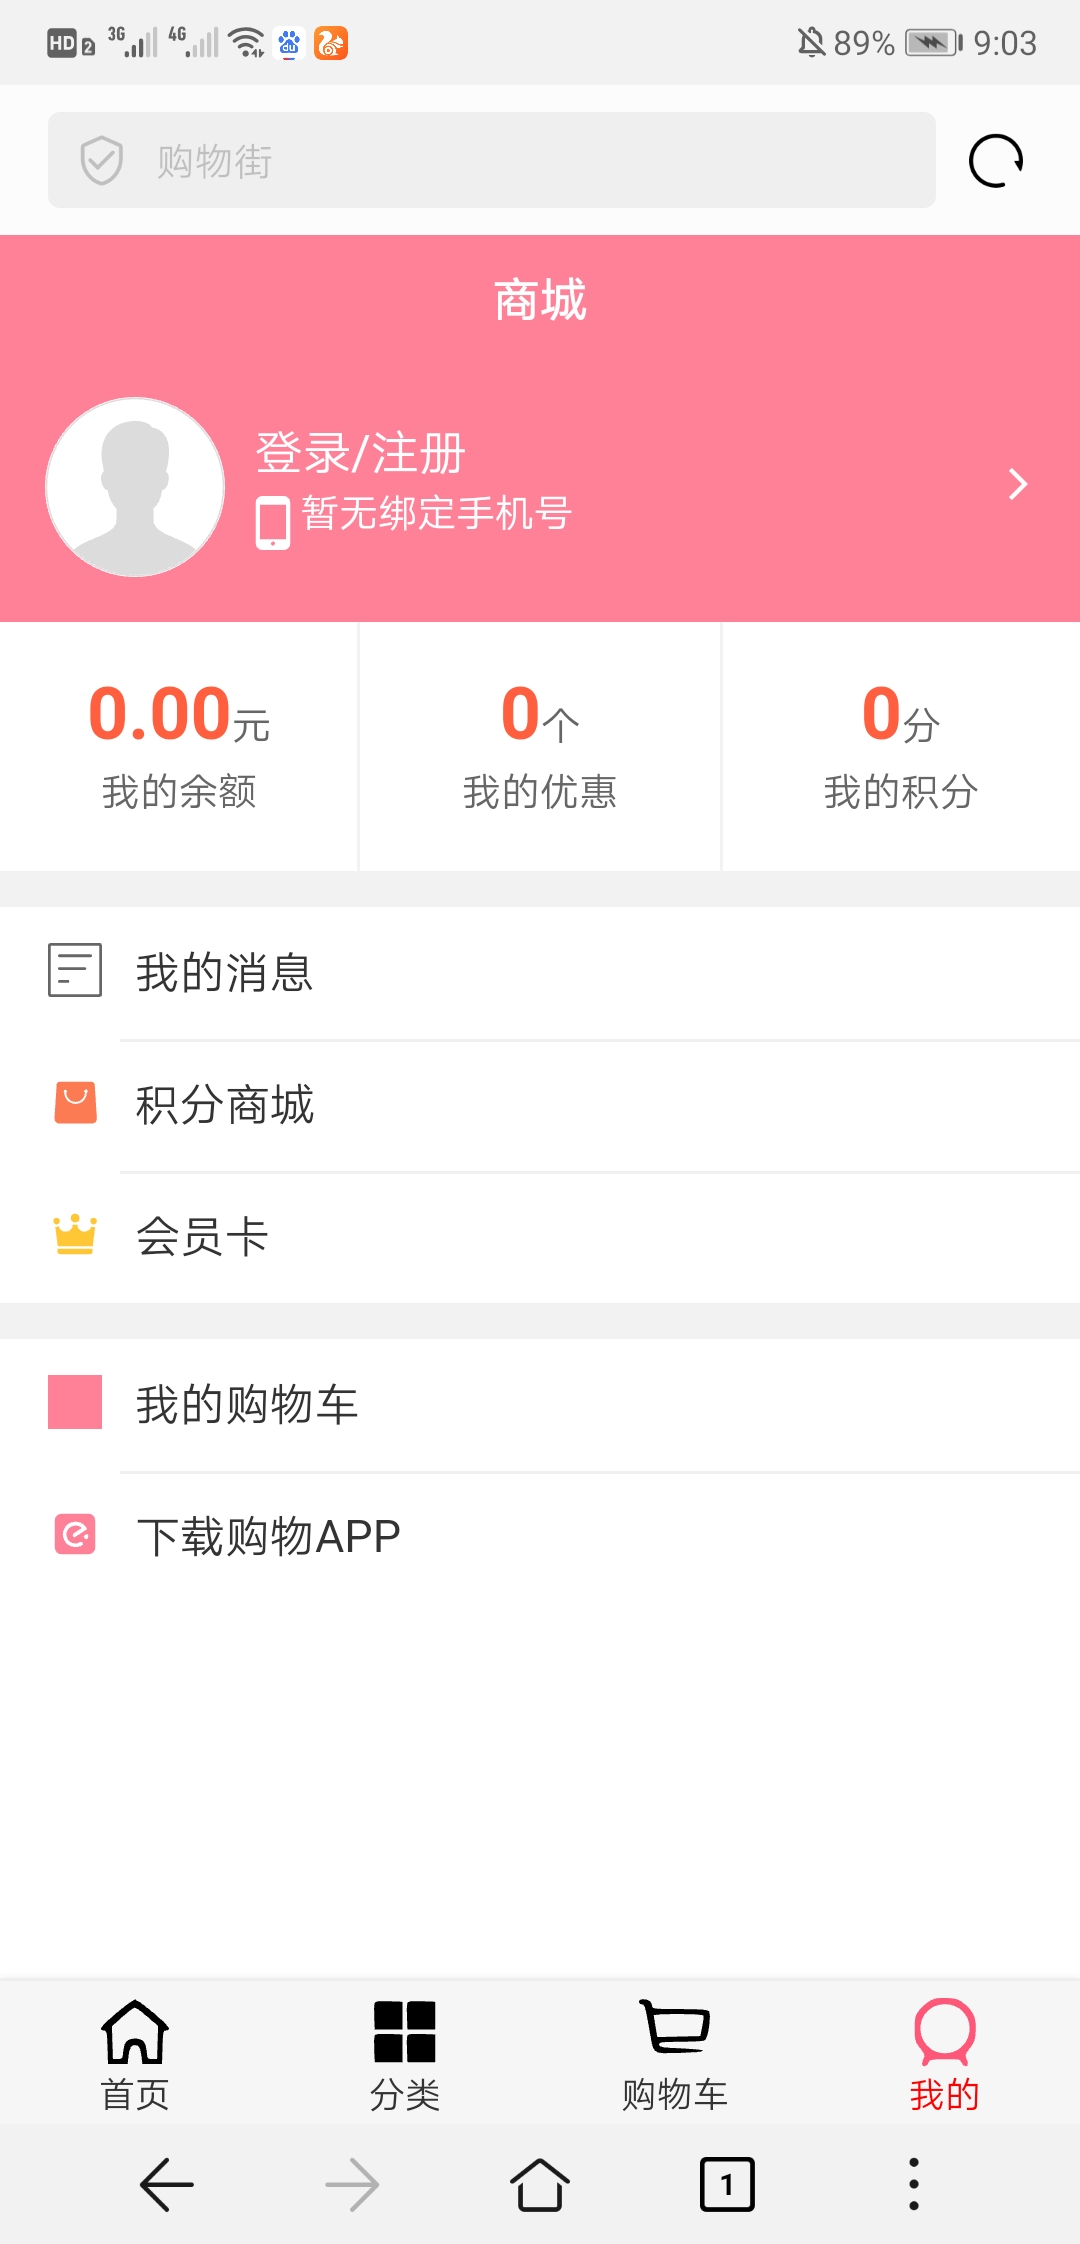 HD 2 3G 4G du 89% 9:03
购物街
商城
登录/注册
暂无绑定手机号
0.00元 0个 0分
我的余额 我的优惠 我的积分
我的消息
积分商城
会员卡
我的购物车
下载购物APP
首页 分类 购物车 我的
1